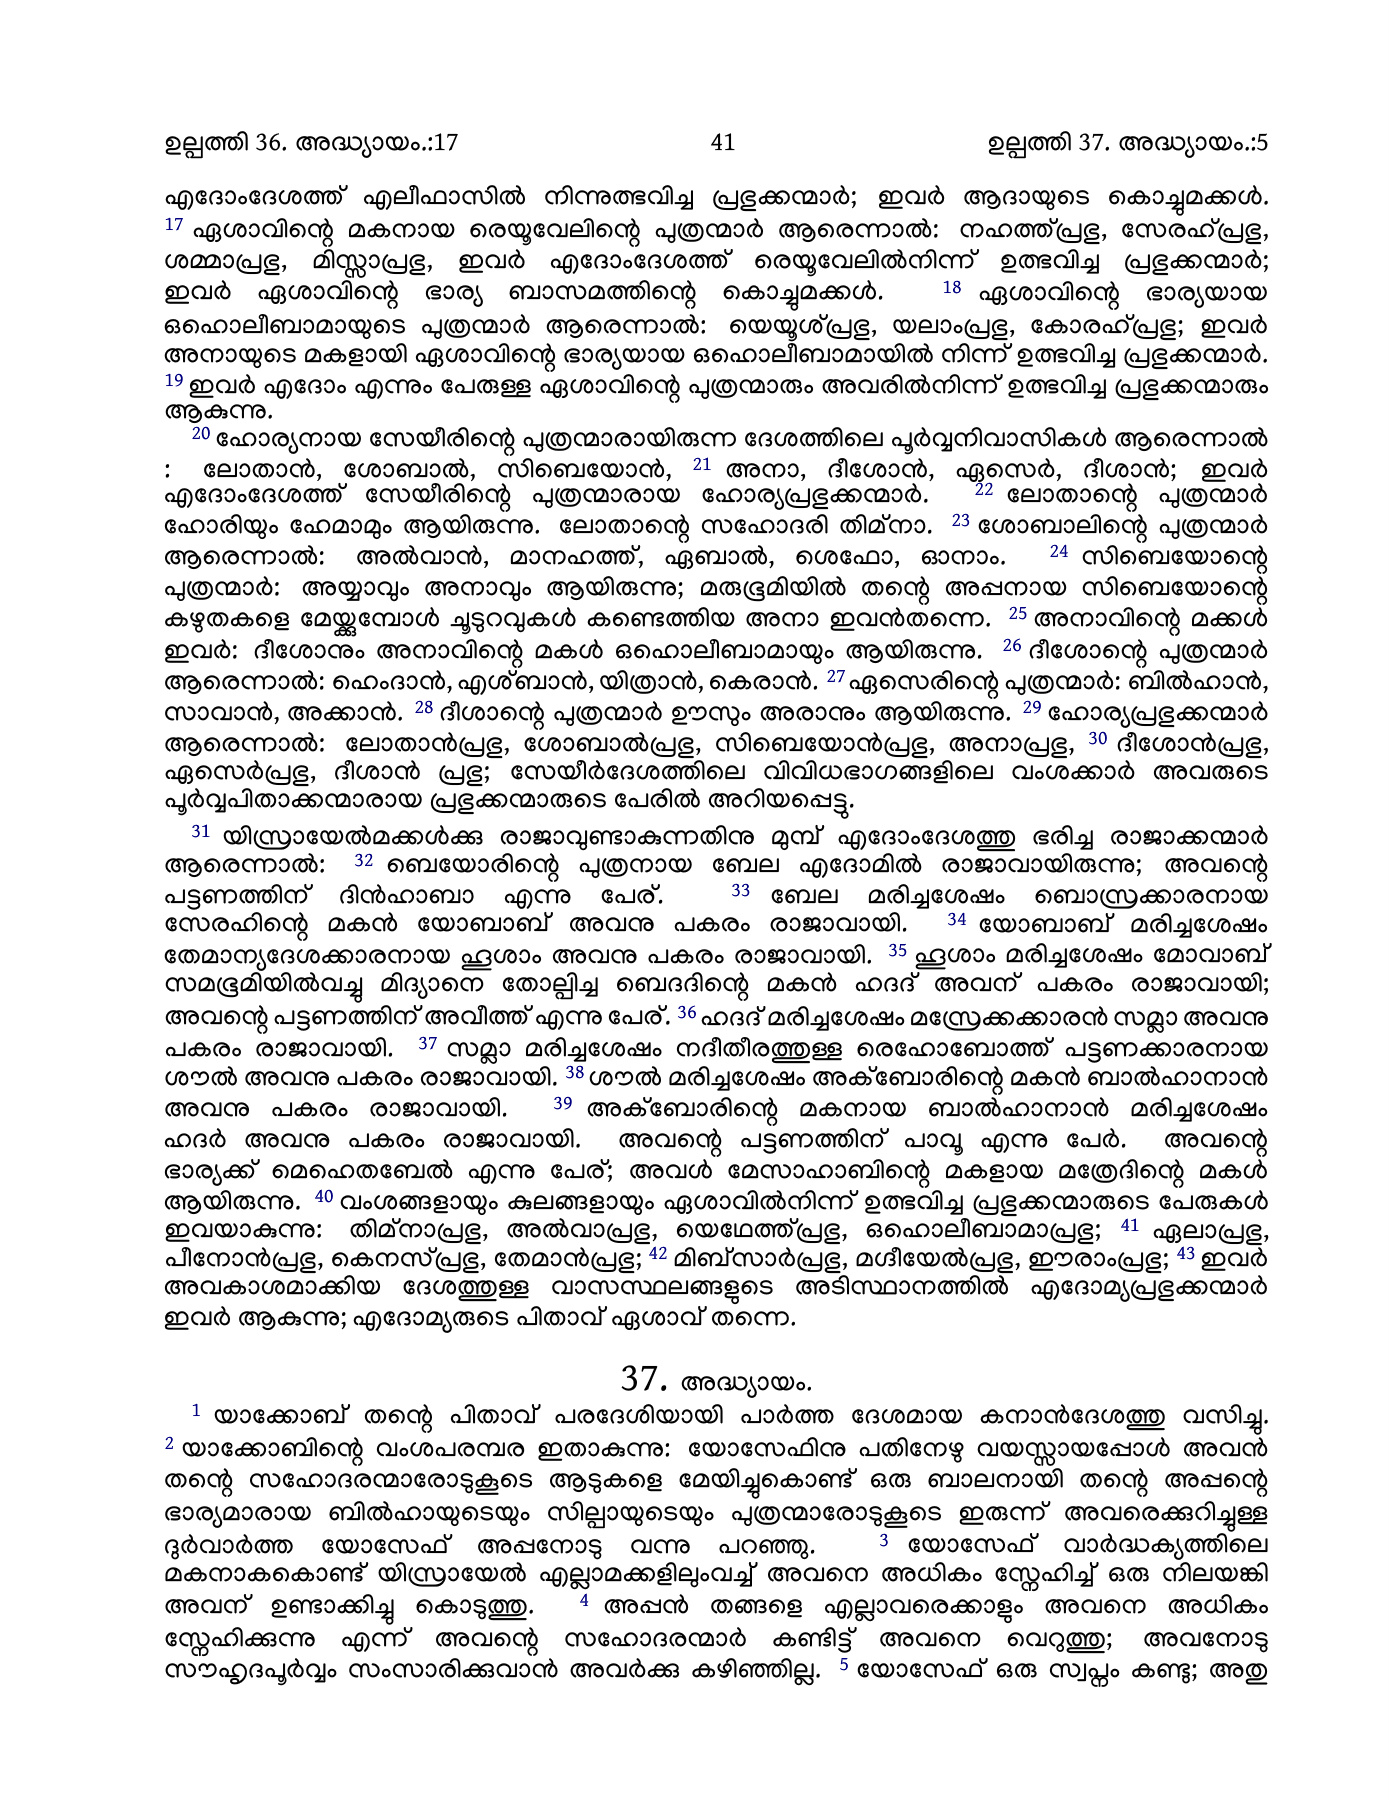 ഉല്പത്തി 36. അദ്ധ്യായം.:17 41 ഉല്പത്തി 37. അദ്ധ്യായം.:5
എദോംദേശത്ത് എലീഫാസിൽ നിന്നുത്ഭവിച്ച പ്രഭുക്കന്മാർ; ഇവർ ആദായുടെ കൊച്ചുമക്കൾ.
17 ഏശാവിന്റെ മകനായ രെയൂവേലിന്റെ പുത്രന്മാർ ആരെന്നാൽ: നഹത്ത്പ്രഭു, സേരഹ്പ്രഭു,
ശമ്മാപ്രഭു, മിസ്സാപ്രഭു, ഇവർ എദോംദേശത്ത് രെയൂവേലിൽനിന്ന് ഉത്ഭവിച്ച പ്രഭുക്കന്മാർ;
ഇവർ ഏശാവിന്റെ ഭാര്യ ബാസമത്തിന്റെ കൊച്ചുമക്കൾ. 18 ഏശാവിന്റെ ഭാര്യയായ
ഒഹൊലീബാമായുടെ പുത്രന്മാർ ആരെന്നാൽ: യെയൂശ്പ്രഭു, യലാംപ്രഭു, കോരഹ്പ്രഭു; ഇവർ
അനായുടെ മകളായി ഏശാവിന്റെ ഭാര്യയായ ഒഹൊലീബാമായിൽ നിന്ന് ഉത്ഭവിച്ച പ്രഭുക്കന്മാർ.
19 ഇവർ എദോം എന്നും പേരുള്ള ഏശാവിന്റെ പുത്രന്മാരും അവരിൽനിന്ന് ഉത്ഭവിച്ച പ്രഭുക്കന്മാരും
ആകുന്നു.
20 ഹോര്യനായ സേയീരിന്റെ പുത്രന്മാരായിരുന്ന ദേശത്തിലെ പൂർവ്വനിവാസികൾ ആരെന്നാൽ
: ലോതാൻ, ശോബാൽ, സിബെയോൻ, 21 അനാ, ദീശോൻ, ഏസെർ, ദീശാൻ; ഇവർ
എദോംദേശത്ത് സേയീരിന്റെ പുത്രന്മാരായ ഹോര്യപ്രഭുക്കന്മാർ. 22 ലോതാന്റെ പുത്രന്മാർ
ഹോരിയും ഹേമാമും ആയിരുന്നു. ലോതാന്റെ സഹോദരി തിമ്നാ. 23 ശോബാലിന്റെ പുത്രന്മാർ
ആരെന്നാൽ: അൽവാൻ, മാനഹത്ത്, ഏബാൽ, ശെഫോ, ഓനാം. 24 സിബെയോന്റെ
പുത്രന്മാർ: അയ്യാവും അനാവും ആയിരുന്നു; മരുഭൂമിയിൽ തന്റെ അപ്പനായ സിബെയോന്റെ
കഴുതകളെ മേയ്ക്കുമ്പോൾ ചൂടുറവുകൾ കണ്ടെത്തിയ അനാ ഇവൻതന്നെ. 25 അനാവിന്റെ മക്കൾ
ഇവർ: ദീശോനും അനാവിന്റെ മകൾ ഒഹൊലീബാമായും ആയിരുന്നു. 26 ദീശോന്റെ പുത്രന്മാർ
ആരെന്നാൽ: ഹെംദാൻ, എശ്ബാൻ, യിത്രാൻ, കെരാൻ. 27 ഏസെരിന്റെ പുത്രന്മാർ: ബിൽഹാൻ,
സാവാൻ, അക്കാൻ. 28 ദീശാന്റെ പുത്രന്മാർ ഊസും അരാനും ആയിരുന്നു. 29 ഹോര്യപ്രഭുക്കന്മാർ
ആരെന്നാൽ: ലോതാൻപ്രഭു, ശോബാൽപ്രഭു, സിബെയോൻപ്രഭു, അനാപ്രഭു, 30 ദീശോൻപ്രഭു,
ഏസെർപ്രഭു, ദീശാൻ പ്രഭു; സേയീർദേശത്തിലെ വിവിധഭാഗങ്ങളിലെ വംശക്കാർ അവരുടെ
പൂർവ്വപിതാക്കന്മാരായ പ്രഭുക്കന്മാരുടെ പേരിൽ അറിയപ്പെട്ടു.
31 യിസ്രായേൽമക്കൾക്കു രാജാവുണ്ടാകുന്നതിനു മുമ്പ് എദോംദേശത്തു ഭരിച്ച രാജാക്കന്മാർ
ആരെന്നാൽ: 32 ബെയോരിന്റെ പുത്രനായ ബേല എദോമിൽ രാജാവായിരുന്നു; അവന്റെ
പട്ടണത്തിന് ദിൻഹാബാ എന്നു പേര്. 33 ബേല മരിച്ചശേഷം ബൊസ്രക്കാരനായ
സേരഹിന്റെ മകൻ യോബാബ് അവനു പകരം രാജാവായി. 34 യോബാബ് മരിച്ചശേഷം
തേമാന്യദേശക്കാരനായ ഹൂശാം അവനു പകരം രാജാവായി. 35 ഹൂശാം മരിച്ചശേഷം മോവാബ്
സമഭൂമിയിൽവച്ചു മിദ്യാനെ തോല്പിച്ച ബെദദിന്റെ മകൻ ഹദദ് അവന് പകരം രാജാവായി;
അവന്റെ പട്ടണത്തിന് അവീത്ത് എന്നു പേര്. 36 ഹദദ് മരിച്ചശേഷം മസ്രേക്കക്കാരൻ സമ്ലാ അവനു
പകരം രാജാവായി. 37 സമ്ലാ മരിച്ചശേഷം നദീതീരത്തുള്ള രെഹോബോത്ത് പട്ടണക്കാരനായ
ശൗൽ അവനു പകരം രാജാവായി. 38 ശൗൽ മരിച്ചശേഷം അക്ബോരിന്റെ മകൻ ബാൽഹാനാൻ
അവനു പകരം രാജാവായി. 39 അക്ബോരിന്റെ മകനായ ബാൽഹാനാൻ മരിച്ചശേഷം
ഹദർ അവനു പകരം രാജാവായി. അവന്റെ പട്ടണത്തിന് പാവൂ എന്നു പേർ. അവന്റെ
ഭാര്യക്ക് മെഹെതബേൽ എന്നു പേര്; അവൾ മേസാഹാബിന്റെ മകളായ മത്രേദിന്റെ മകൾ
ആയിരുന്നു. 40 വംശങ്ങളായും കുലങ്ങളായും ഏശാവിൽനിന്ന് ഉത്ഭവിച്ച പ്രഭുക്കന്മാരുടെ പേരുകൾ
ഇവയാകുന്നു: തിമ്നാപ്രഭു, അൽവാപ്രഭു, യെഥേത്ത്പ്രഭു, ഒഹൊലീബാമാപ്രഭു; 41 ഏലാപ്രഭു,
പീനോൻപ്രഭു, കെനസ്പ്രഭു, തേമാൻപ്രഭു; 42 മിബ്സാർപ്രഭു, മഗ്ദീയേൽപ്രഭു, ഈരാംപ്രഭു; 43 ഇവർ
അവകാശമാക്കിയ ദേശത്തുള്ള വാസസ്ഥലങ്ങളുടെ അടിസ്ഥാനത്തിൽ എദോമ്യപ്രഭുക്കന്മാർ
ഇവർ ആകുന്നു; എദോമ്യരുടെ പിതാവ് ഏശാവ് തന്നെ.
37. അദ്ധ്യായം.
1 യാക്കോബ് തന്റെ പിതാവ് പരദേശിയായി പാർത്ത ദേശമായ കനാൻദേശത്തു വസിച്ചു.
2 യാക്കോബിന്റെ വംശപരമ്പര ഇതാകുന്നു: യോസേഫിനു പതിനേഴു വയസ്സായപ്പോൾ അവൻ
തന്റെ സഹോദരന്മാരോടുകൂടെ ആടുകളെ മേയിച്ചുകൊണ്ട് ഒരു ബാലനായി തന്റെ അപ്പന്റെ
ഭാര്യമാരായ ബിൽഹായുടെയും സില്പായുടെയും പുത്രന്മാരോടുകൂടെ ഇരുന്ന് അവരെക്കുറിച്ചുള്ള
ദുർവാർത്ത യോസേഫ് അപ്പനോടു വന്നു പറഞ്ഞു. 3 യോസേഫ് വാർദ്ധക്യത്തിലെ
മകനാകകൊണ്ട് യിസ്രായേൽ എല്ലാമക്കളിലുംവച്ച് അവനെ അധികം സ്നേഹിച്ച് ഒരു നിലയങ്കി
അവന് ഉണ്ടാക്കിച്ചു കൊടുത്തു. 4 അപ്പൻ തങ്ങളെ എല്ലാവരെക്കാളും അവനെ അധികം
സ്നേഹിക്കുന്നു എന്ന് അവന്റെ സഹോദരന്മാർ കണ്ടിട്ട് അവനെ വെറുത്തു; അവനോടു
സൗഹൃദപൂർവ്വം സംസാരിക്കുവാൻ അവർക്കു കഴിഞ്ഞില്ല. 5 യോസേഫ് ഒരു സ്വപ്നം കണ്ടു; അതു